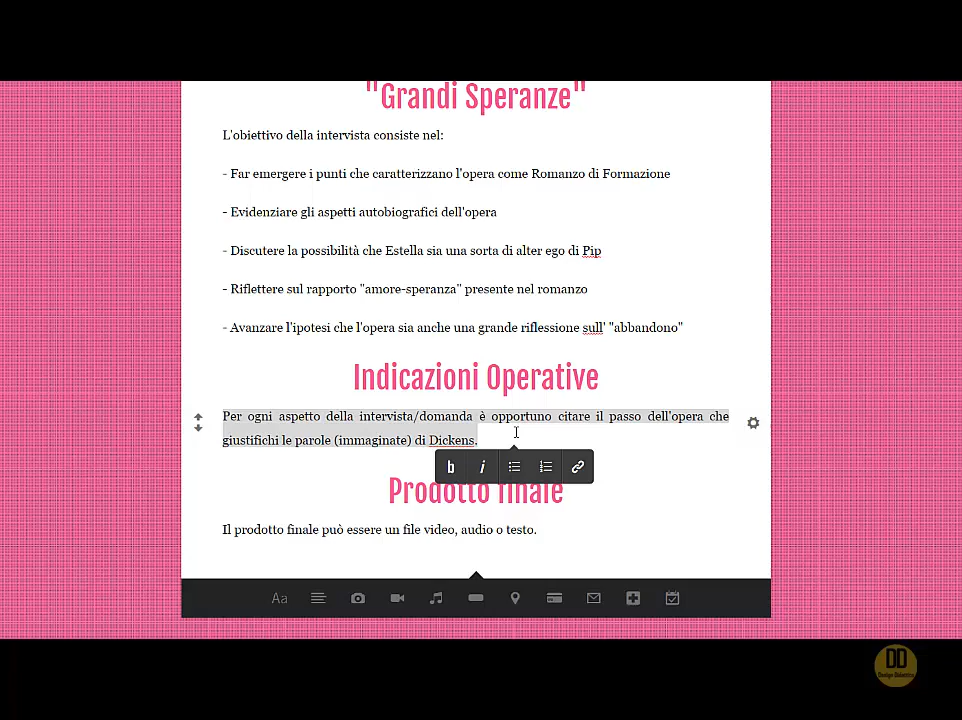 "Grandi Speranze"
L'obiettivo della intervista consiste nel:
- Far emergere i punti che caratterizzano l'opera come Romanzo di Formazione
- Evidenziare gli aspetti autobiografici dell'opera
- Discutere la possibilità che Estella sia una sorta di alter ego di Pip
- Riflettere sul rapporto "amore-speranza" presente nel romanzo
- Avanzare l'ipotesi che l'opera sia anche una grande riflessione sull' "abbandono"
Indicazioni Operative
Per ogni aspetto della intervista/domanda è opportuno citare il passo dell'opera che
giustifichi le parole (immaginate) di Dickens.
b i
Prodotto finale
Il prodotto finale può essere un file video, audio o testo.
Aa
DD
Design Didattico